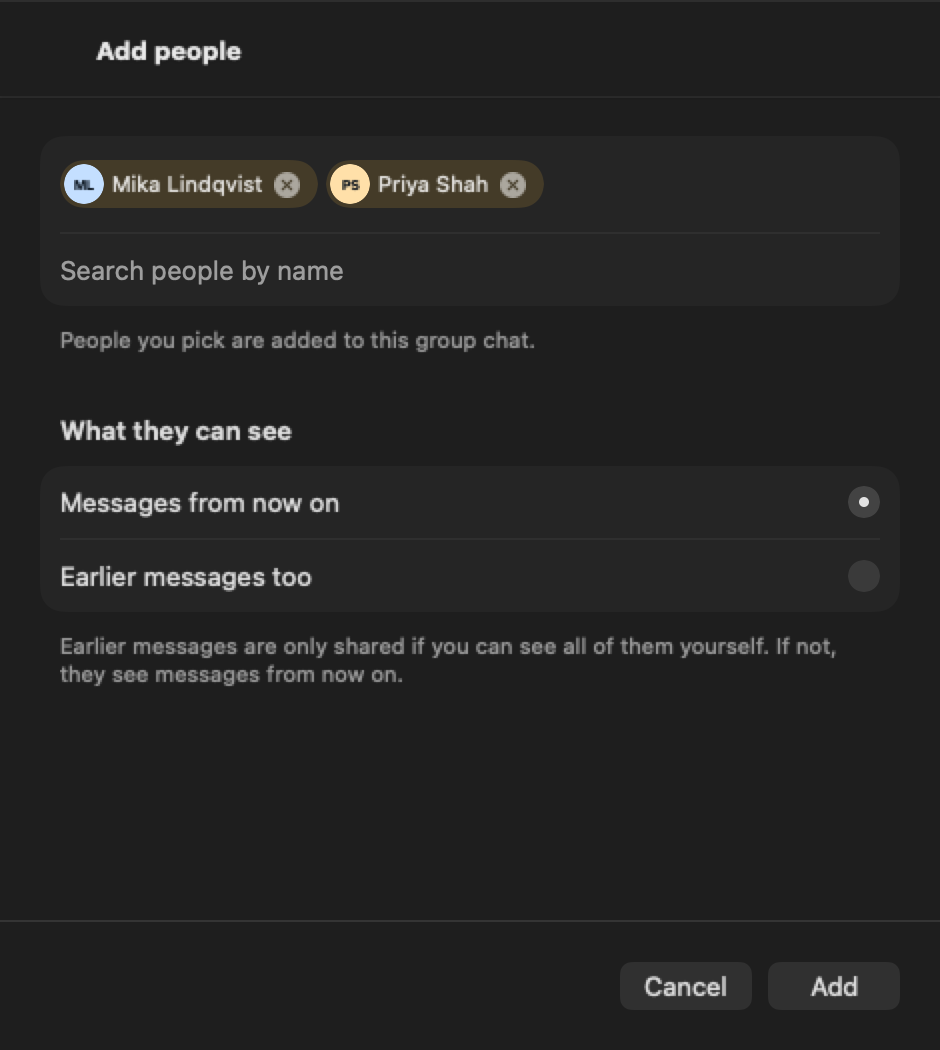 Add people
ML Mika Lindqvist PS Priya Shah
Search people by name
People you pick are added to this group chat.
What they can see
Messages from now on
Earlier messages too
Earlier messages are only shared if you can see all of them yourself. If not,
they see messages from now on.
Cancel Add